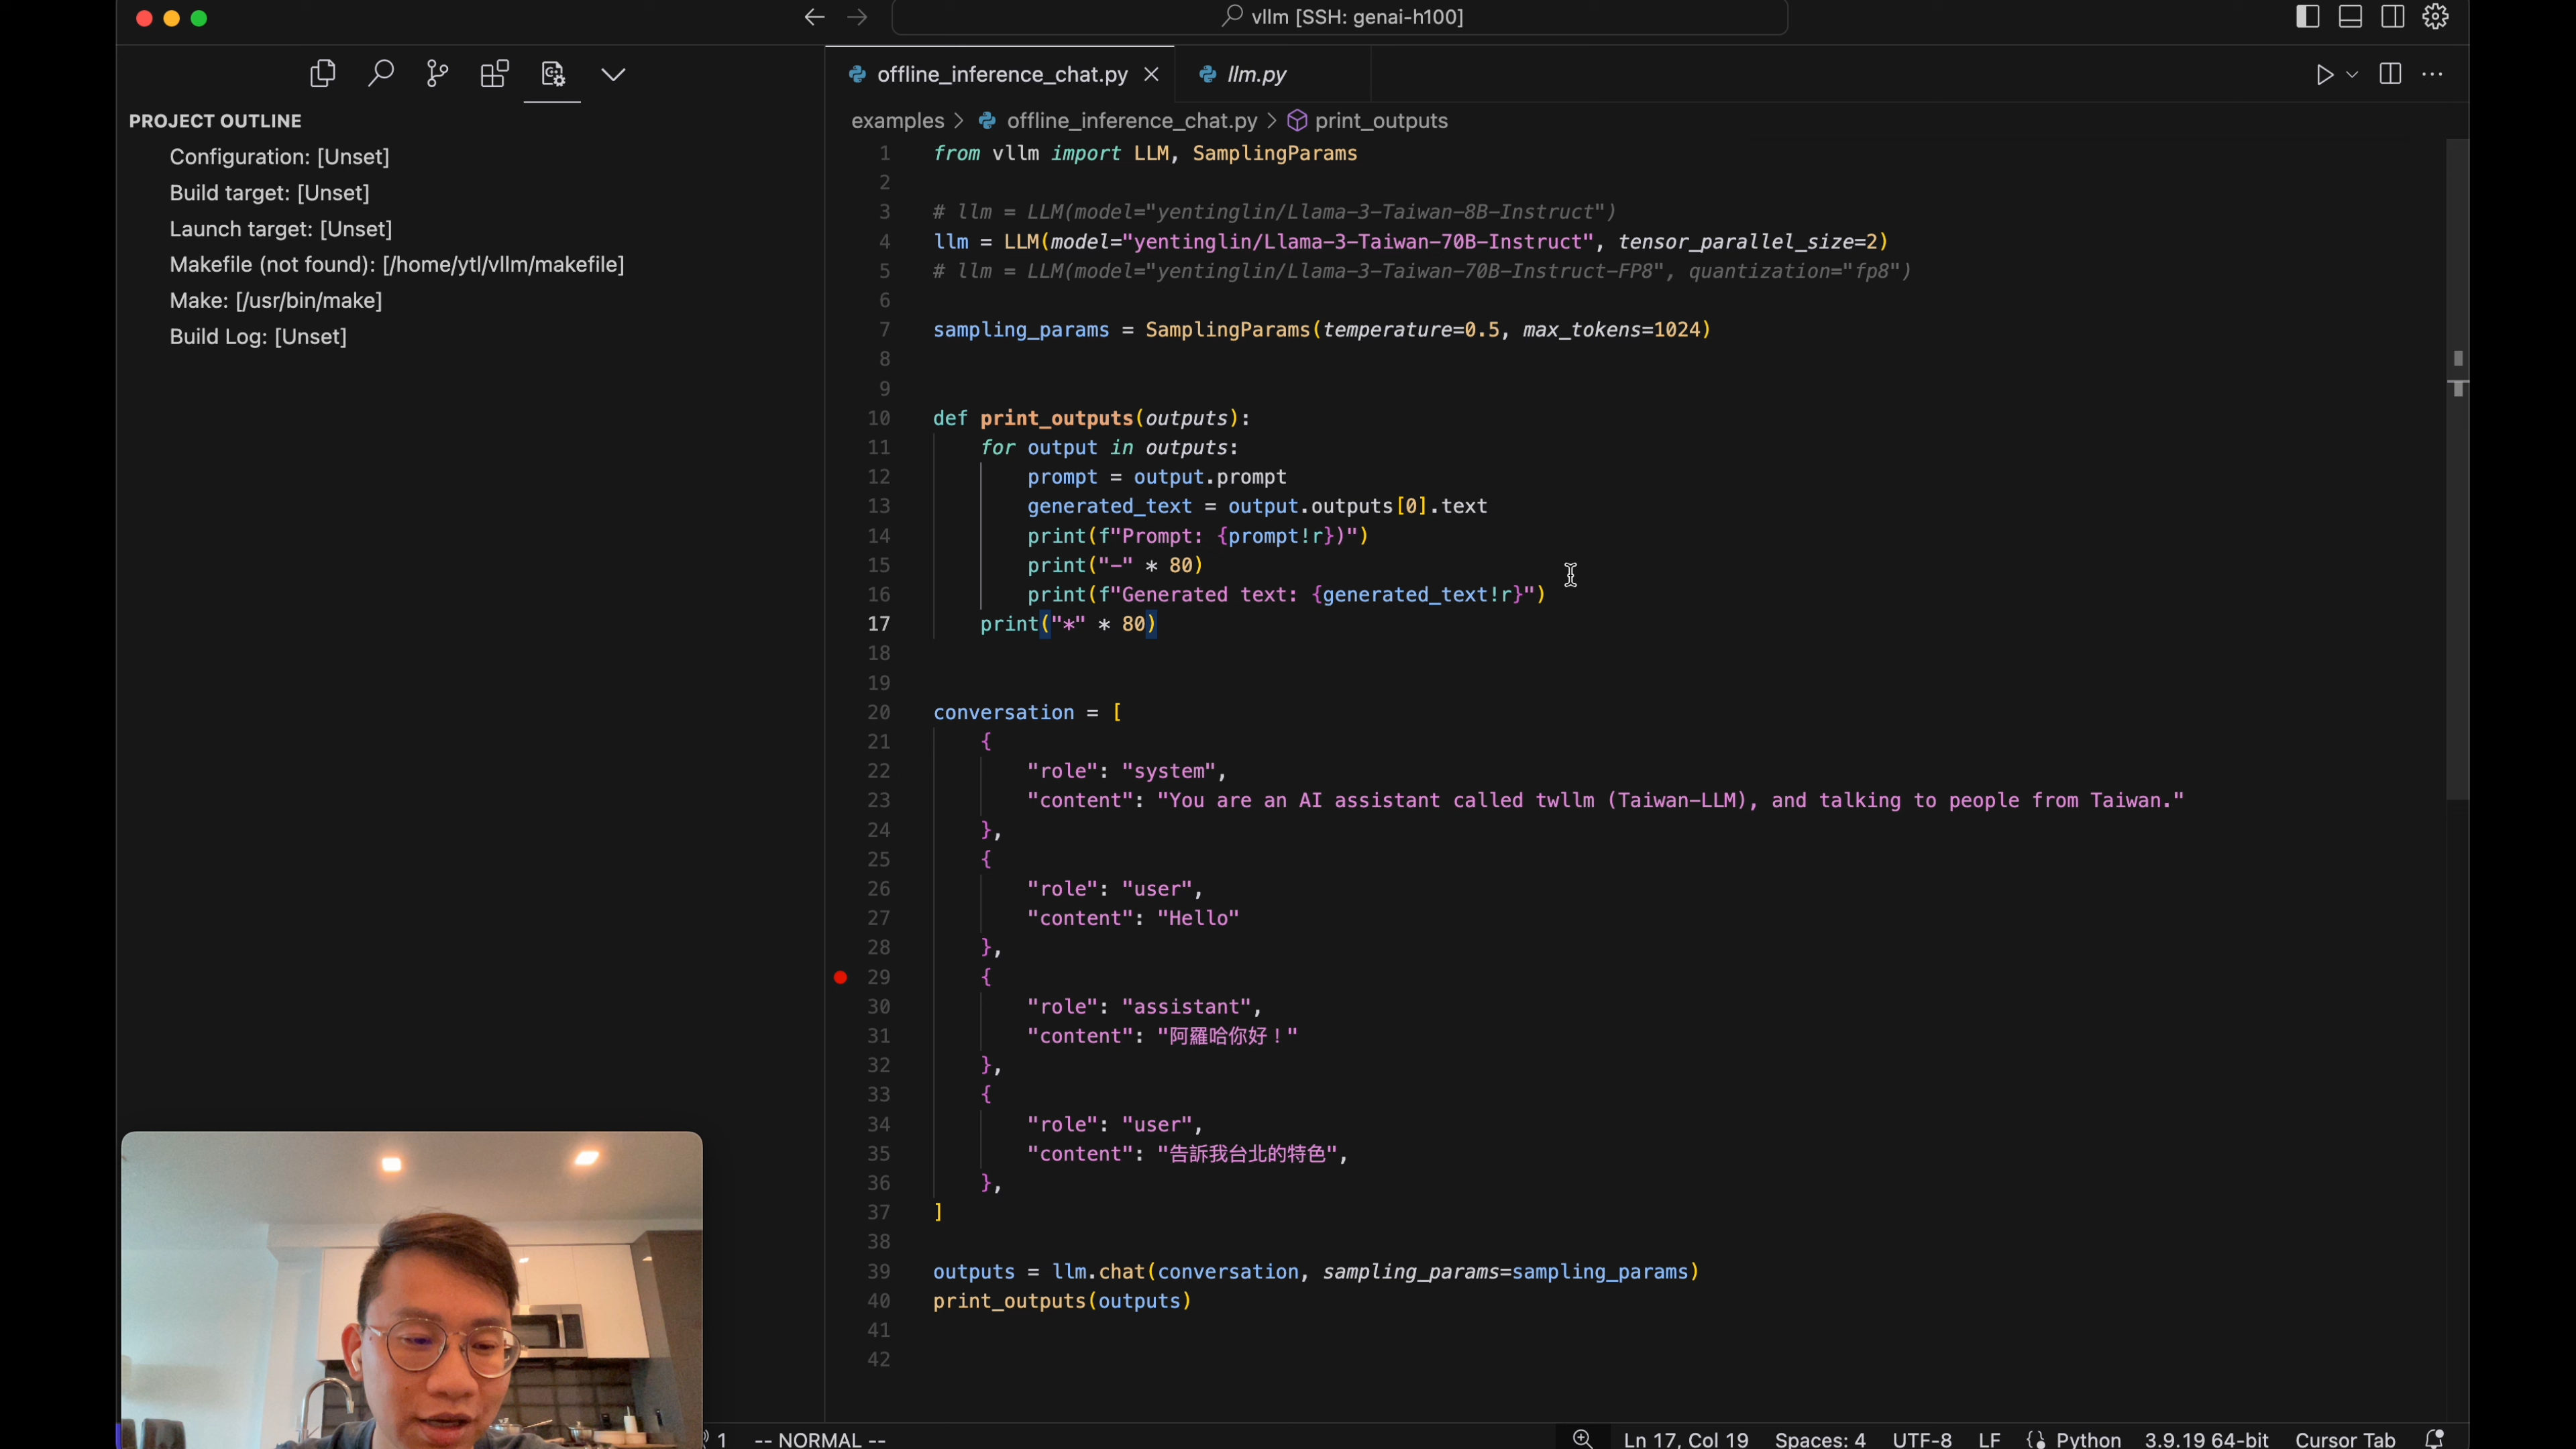 vllm [SSH: genai-h100]
offline_inference_chat.py
llm.py
PROJECT OUTLINE
Configuration: [Unset]
Build target: [Unset]
Launch target: [Unset]
Makefile (not found): [/home/ytl/vllm/makefile]
Make: [/usr/bin/make]
Build Log: [Unset]
examples > offline_inference_chat.py > print_outputs
1 from vllm import LLM, SamplingParams
2
3 # llm = LLM(model="yentinglin/Llama-3-Taiwan-8B-Instruct")
4 llm = LLM(model="yentinglin/Llama-3-Taiwan-70B-Instruct", tensor_parallel_size=2)
5 # llm = LLM(model="yentinglin/Llama-3-Taiwan-70B-Instruct-FP8", quantization="fp8")
6
7 sampling_params = SamplingParams(temperature=0.5, max_tokens=1024)
8
9
10 def print_outputs(outputs):
11     for output in outputs:
12         prompt = output.prompt
13         generated_text = output.outputs[0].text
14         print(f"Prompt: {prompt!r})")
15         print("-" * 80)
16         print(f"Generated text: {generated_text!r}")
17     print("*" * 80)
18
19
20 conversation = [
21     {
22         "role": "system",
23         "content": "You are an AI assistant called twllm (Taiwan-LLM), and talking to people from Taiwan."
24     },
25     {
26         "role": "user",
27         "content": "Hello"
28     },
29     {
30         "role": "assistant",
31         "content": "阿羅哈你好！"
32     },
33     {
34         "role": "user",
35         "content": "告訴我台北的特色",
36     },
37 ]
38
39 outputs = llm.chat(conversation, sampling_params=sampling_params)
40 print_outputs(outputs)
41
42
1 -- NORMAL -- Ln 17, Col 19 Spaces: 4 UTF-8 LF Python 3.9.19 64-bit Cursor Tab